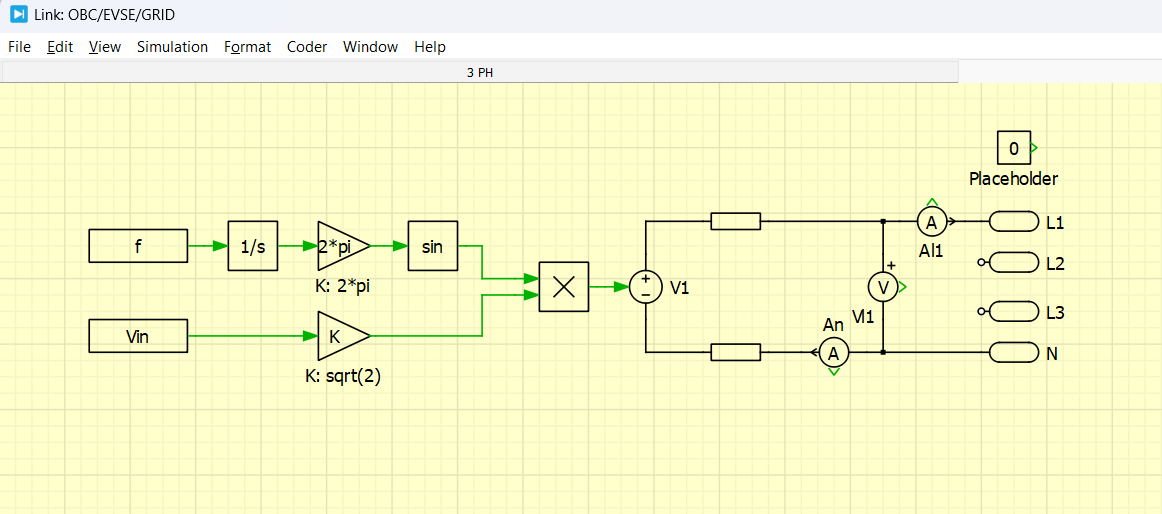 Link: OBC/EVSE/GRID
File Edit View Simulation Format Coder Window Help
3 PH
0
Placeholder
A
L1
AI1
f
1/s
2*pi
sin
K: 2*pi
L2
+
V
VI1
+
−
V1
L3
Vin
K
K: sqrt(2)
An
A
N